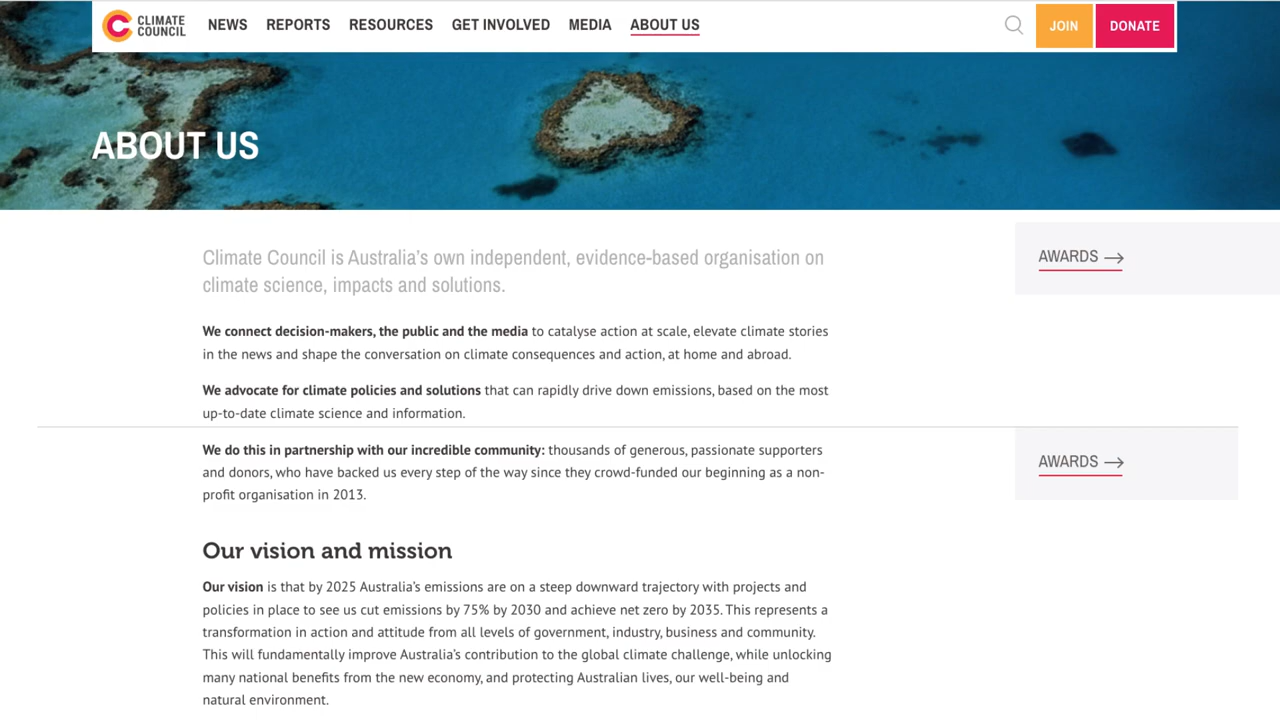 CLIMATE
COUNCIL
NEWS REPORTS RESOURCES GET INVOLVED MEDIA ABOUT US JOIN DONATE
ABOUT US
Climate Council is Australia's own independent, evidence-based organisation on
climate science, impacts and solutions.
AWARDS →
We connect decision-makers, the public and the media to catalyse action at scale, elevate climate stories
in the news and shape the conversation on climate consequences and action, at home and abroad.
We advocate for climate policies and solutions that can rapidly drive down emissions, based on the most
up-to-date climate science and information.
We do this in partnership with our incredible community: thousands of generous, passionate supporters
and donors, who have backed us every step of the way since they crowd-funded our beginning as a non-
profit organisation in 2013.
AWARDS →
Our vision and mission
Our vision is that by 2025 Australia's emissions are on a steep downward trajectory with projects and
policies in place to see us cut emissions by 75% by 2030 and achieve net zero by 2035. This represents a
transformation in action and attitude from all levels of government, industry, business and community.
This will fundamentally improve Australia's contribution to the global climate challenge, while unlocking
many national benefits from the new economy, and protecting Australian lives, our well-being and
natural environment.